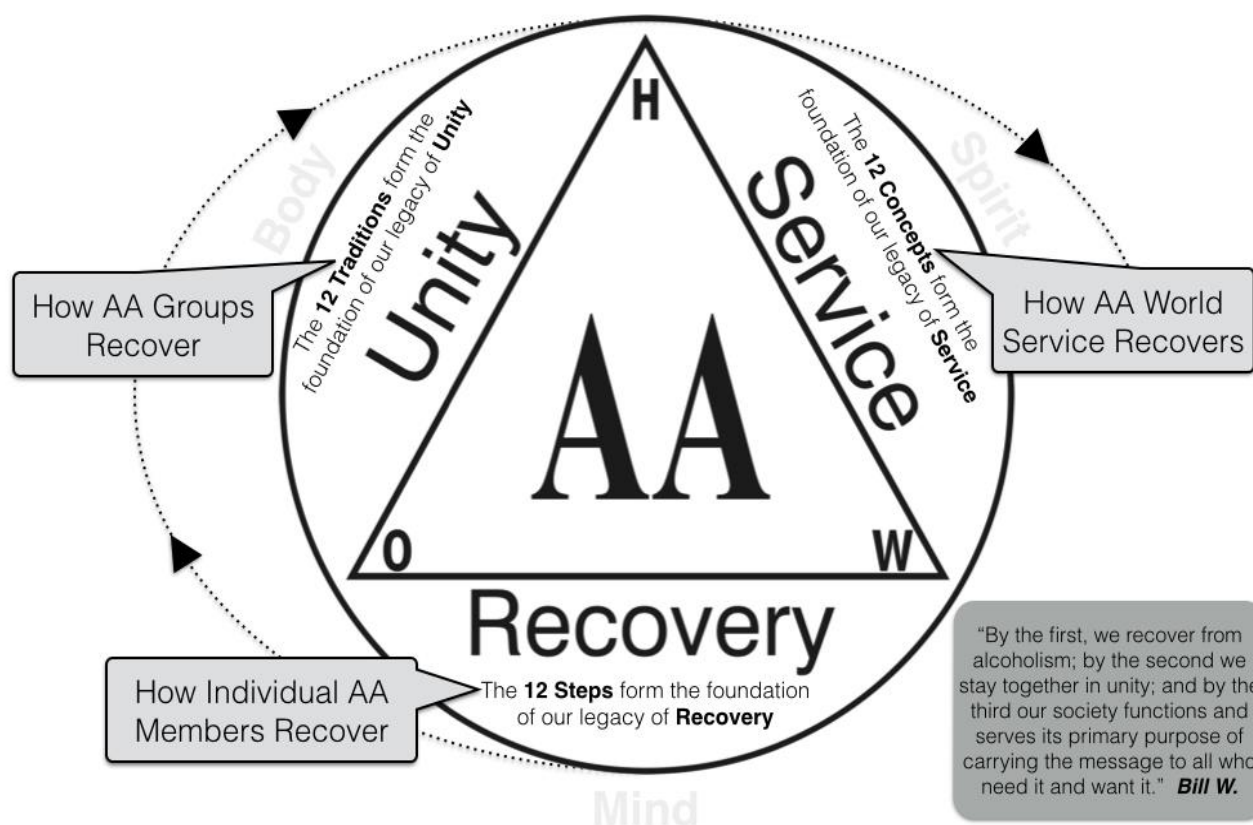 H
Body
Spirit
The 12 Traditions form the
foundation of our legacy of Unity
Unity
Service
The 12 Concepts form the
foundation of our legacy of Service
How AA Groups
Recover
How AA World
Service Recovers
AA
O
W
Recovery
The 12 Steps form the foundation
of our legacy of Recovery
How Individual AA
Members Recover
Mind
“By the first, we recover from
alcoholism; by the second we
stay together in unity; and by the
third our society functions and
serves its primary purpose of
carrying the message to all who
need it and want it.” Bill W.